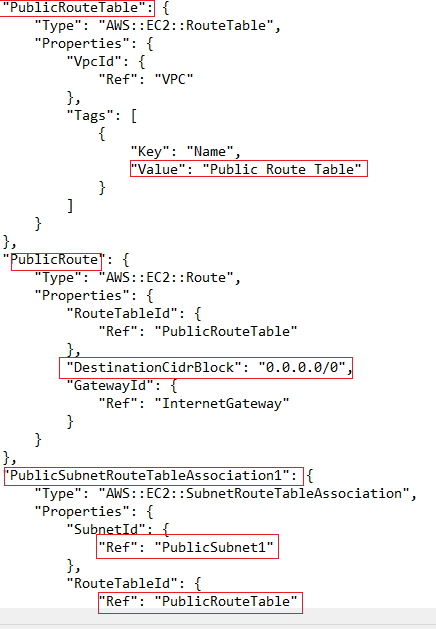 "PublicRouteTable": {
"Type": "AWS::EC2::RouteTable",
"Properties": {
"VpcId": {
"Ref": "VPC"
},
"Tags": [
{
"Key": "Name",
"Value": "Public Route Table"
}
]
}
},
"PublicRoute": {
"Type": "AWS::EC2::Route",
"Properties": {
"RouteTableId": {
"Ref": "PublicRouteTable"
},
"DestinationCidrBlock": "0.0.0.0/0",
"GatewayId": {
"Ref": "InternetGateway"
}
}
},
"PublicSubnetRouteTableAssociation1": {
"Type": "AWS::EC2::SubnetRouteTableAssociation",
"Properties": {
"SubnetId": {
"Ref": "PublicSubnet1"
},
"RouteTableId": {
"Ref": "PublicRouteTable"